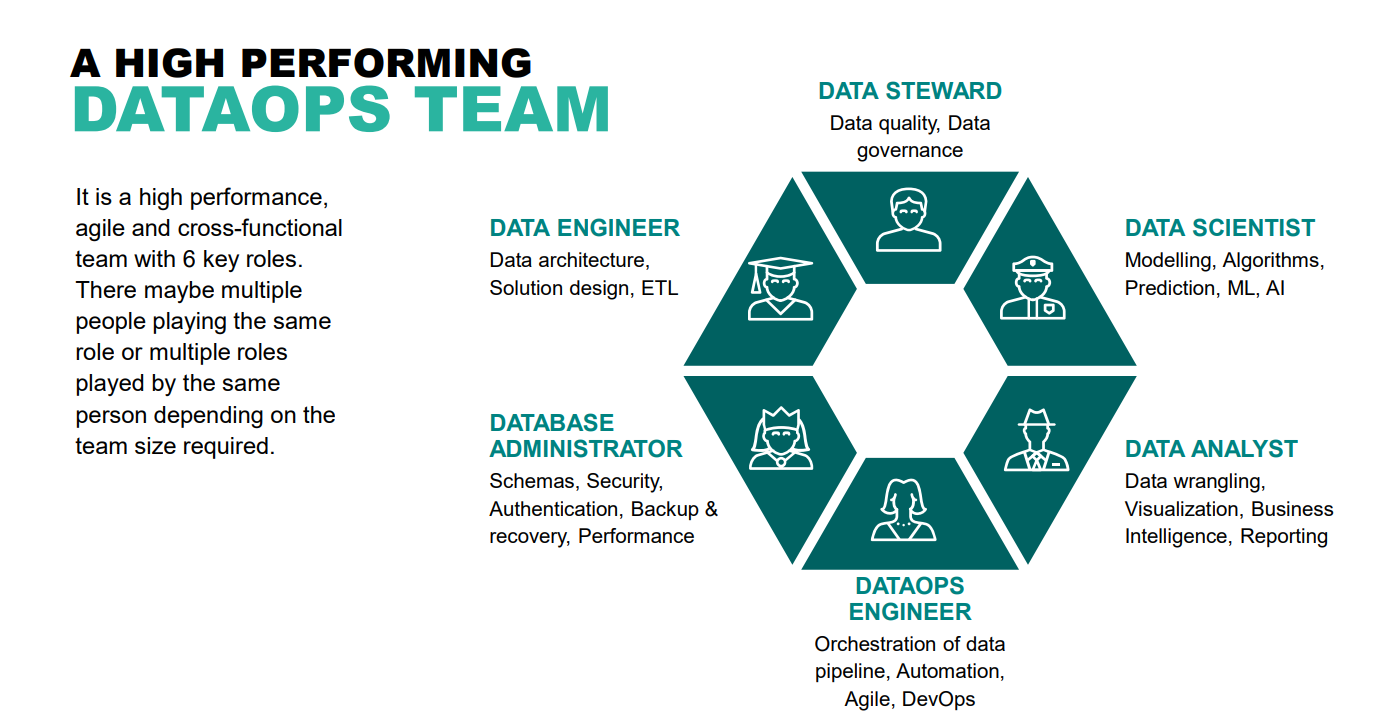 A HIGH PERFORMING
DATAOPS TEAM
It is a high performance,
agile and cross-functional
team with 6 key roles.
There maybe multiple
people playing the same
role or multiple roles
played by the same
person depending on the
team size required.
DATA STEWARD
Data quality, Data
governance
DATA ENGINEER
Data architecture,
Solution design, ETL
DATA SCIENTIST
Modelling, Algorithms,
Prediction, ML, AI
DATABASE
ADMINISTRATOR
Schemas, Security,
Authentication, Backup &
recovery, Performance
DATA ANALYST
Data wrangling,
Visualization, Business
Intelligence, Reporting
DATAOPS
ENGINEER
Orchestration of data
pipeline, Automation,
Agile, DevOps